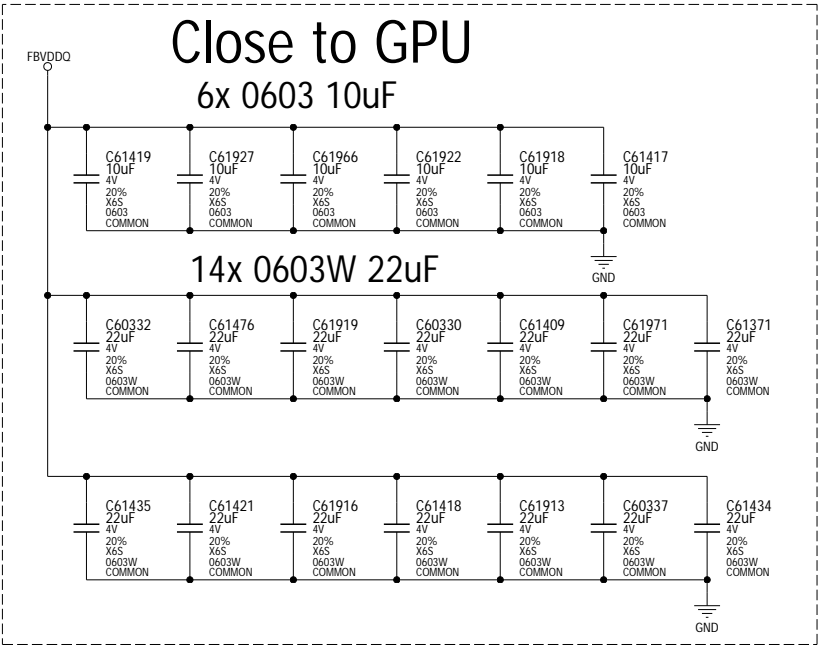 Close to GPU
FBVDDQ
6x 0603 10uF
C61419
10uF
4V
20%
X6S
0603
COMMON
C61927
10uF
4V
20%
X6S
0603
COMMON
C61966
10uF
4V
20%
X6S
0603
COMMON
C61922
10uF
4V
20%
X6S
0603
COMMON
C61918
10uF
4V
20%
X6S
0603
COMMON
C61417
10uF
4V
20%
X6S
0603
COMMON
GND
14x 0603W 22uF
C60332
22uF
4V
20%
X6S
0603W
COMMON
C61476
22uF
4V
20%
X6S
0603W
COMMON
C61919
22uF
4V
20%
X6S
0603W
COMMON
C60330
22uF
4V
20%
X6S
0603W
COMMON
C61409
22uF
4V
20%
X6S
0603W
COMMON
C61971
22uF
4V
20%
X6S
0603W
COMMON
C61371
22uF
4V
20%
X6S
0603W
COMMON
GND
C61435
22uF
4V
20%
X6S
0603W
COMMON
C61421
22uF
4V
20%
X6S
0603W
COMMON
C61916
22uF
4V
20%
X6S
0603W
COMMON
C61418
22uF
4V
20%
X6S
0603W
COMMON
C61913
22uF
4V
20%
X6S
0603W
COMMON
C60337
22uF
4V
20%
X6S
0603W
COMMON
C61434
22uF
4V
20%
X6S
0603W
COMMON
GND